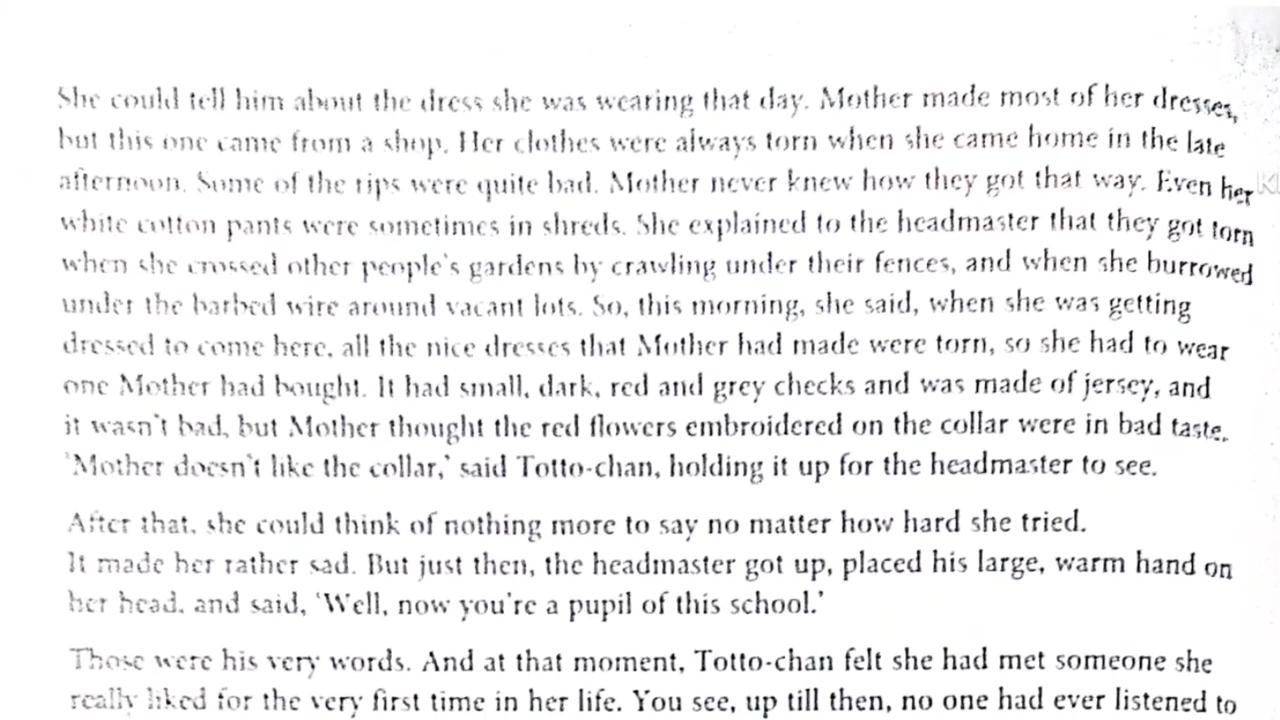 She could tell him about the dress she was wearing that day. Mother made most of her dresses,
but this one came from a shop. Her clothes were always torn when she came home in the late
afternoon. Some of the rips were quite bad. Mother never knew how they got that way. Even her
white cotton pants were sometimes in shreds. She explained to the headmaster that they got torn
when she crossed other people's gardens by crawling under their fences, and when she burrowed
under the barbed wire around vacant lots. So, this morning, she said, when she was getting
dressed to come here, all the nice dresses that Mother had made were torn, so she had to wear
one Mother had bought. It had small, dark, red and grey checks and was made of jersey, and
it wasn't bad, but Mother thought the red flowers embroidered on the collar were in bad taste.
'Mother doesn't like the collar,' said Totto-chan, holding it up for the headmaster to see.
After that, she could think of nothing more to say no matter how hard she tried.
It made her rather sad. But just then, the headmaster got up, placed his large, warm hand on
her head, and said, 'Well, now you're a pupil of this school.'
Those were his very words. And at that moment, Totto-chan felt she had met someone she
really liked for the very first time in her life. You see, up till then, no one had ever listened to